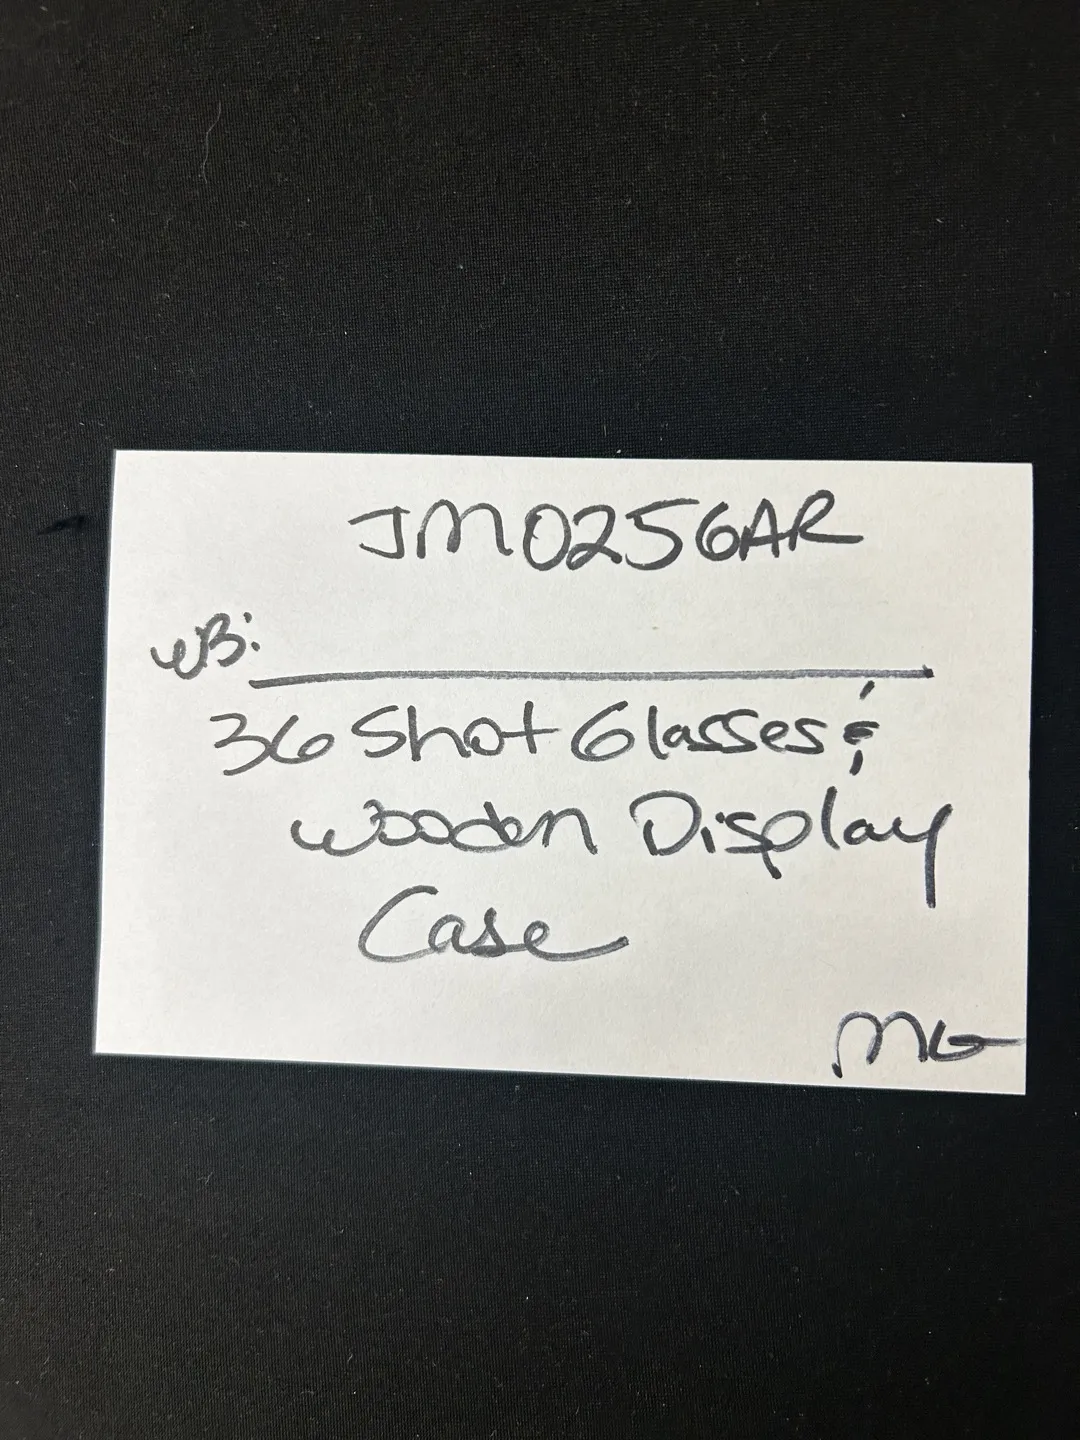 JM0256AR
WB:
36 Shot Glasses &
Wooden Display
Case
MG